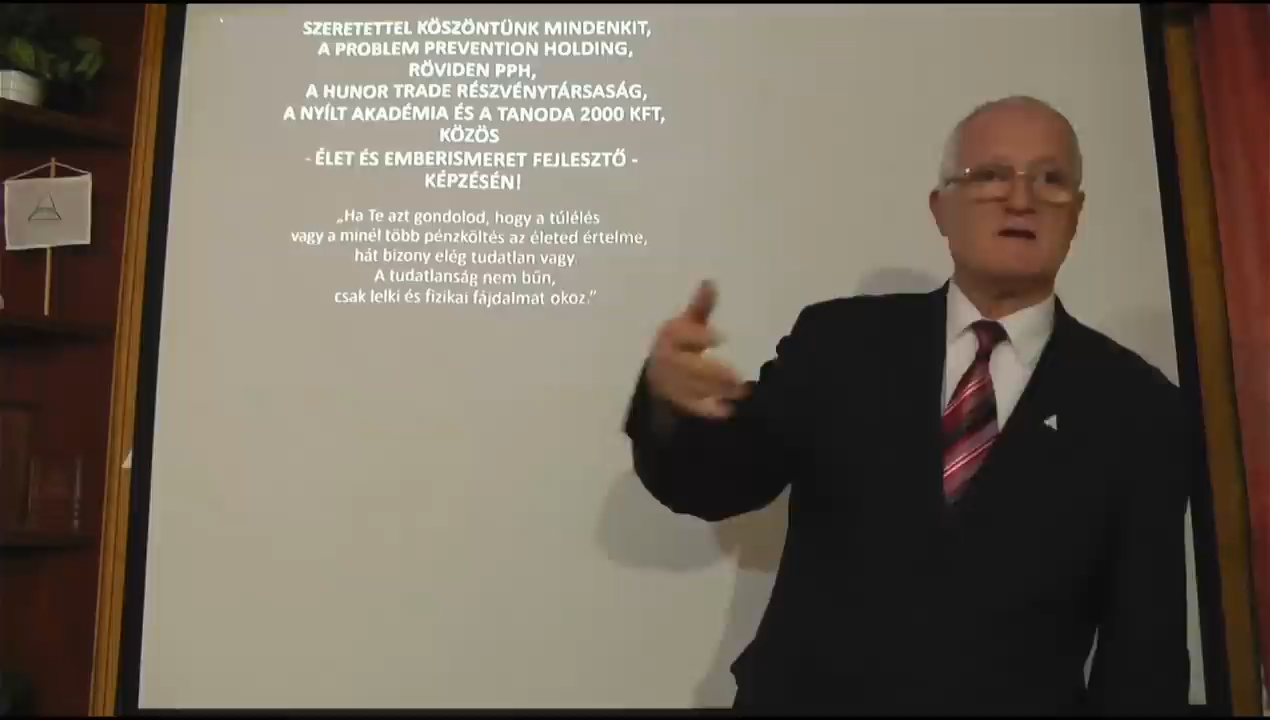 SZERETETTEL KÖSZÖNTÜNK MINDENKIT,
A PROBLEM PREVENTION HOLDING,
RÖVIDEN PPH,
A HUNOR TRADE RÉSZVÉNYTÁRSASÁG,
A NYÍLT AKADÉMIA ÉS A TANODA 2000 KFT,
KÖZÖS
- ÉLET ÉS EMBERISMERET FEJLESZTŐ -
KÉPZÉSÉN!
„Ha Te azt gondolod, hogy a túlélés
vagy a minél több pénzköltés az életed értelme,
hát bizony elég tudatlan vagy.
A tudatlanság nem bűn,
csak lelki és fizikai fájdalmat okoz.”